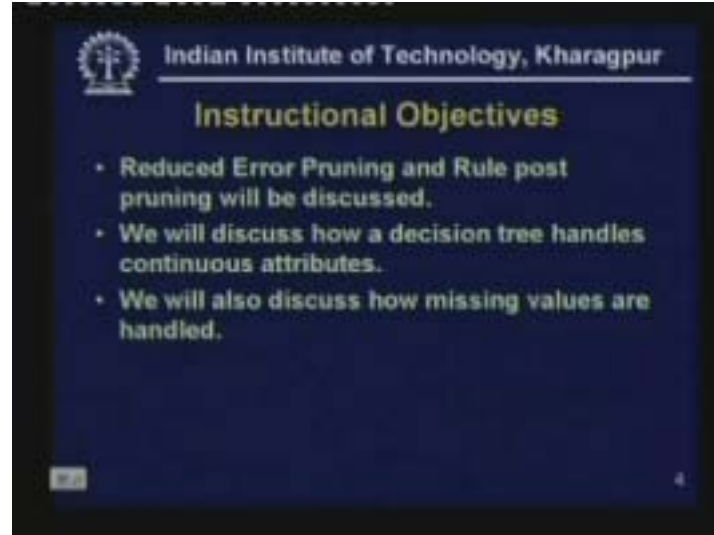 Indian Institute of Technology, Kharagpur
Instructional Objectives
• Reduced Error Pruning and Rule post
pruning will be discussed.
• We will discuss how a decision tree handles
continuous attributes.
• We will also discuss how missing values are
handled.
4